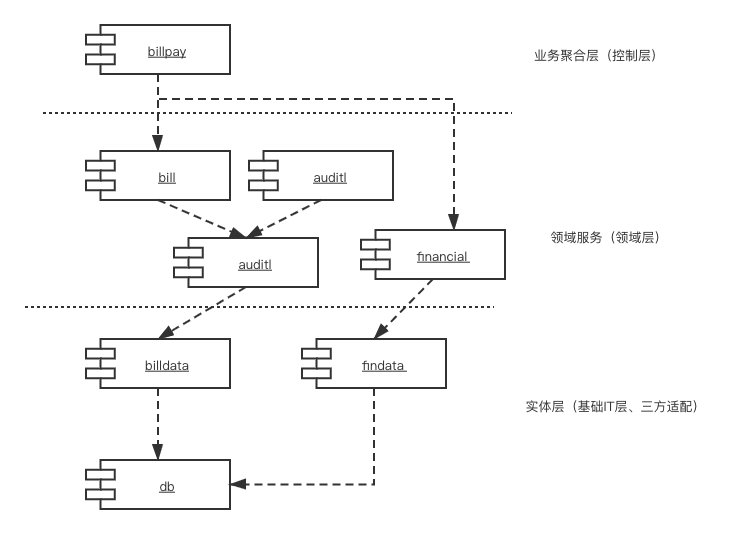 billpay
业务聚合层（控制层）
bill
auditl
auditl
financial
领域服务（领域层）
billdata
findata
实体层（基础IT层、三方适配）
db